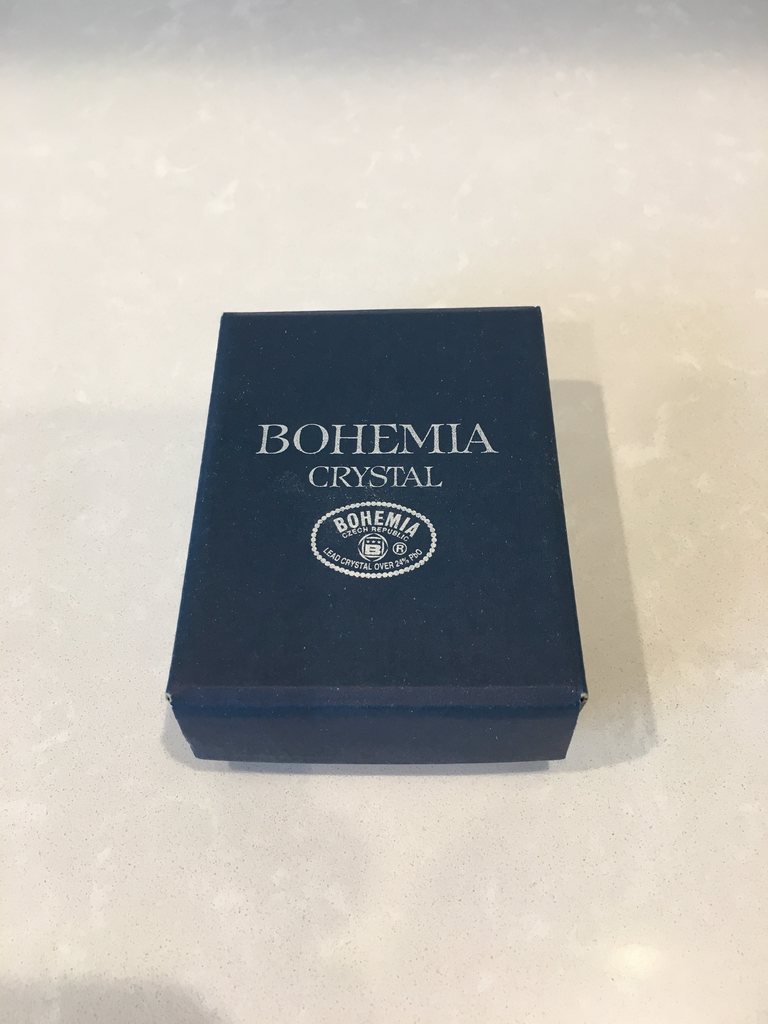 BOHEMIA
CRYSTAL
BOHEMIA
CZECH REPUBLIC
B ®
LEAD CRYSTAL OVER 24% PbO